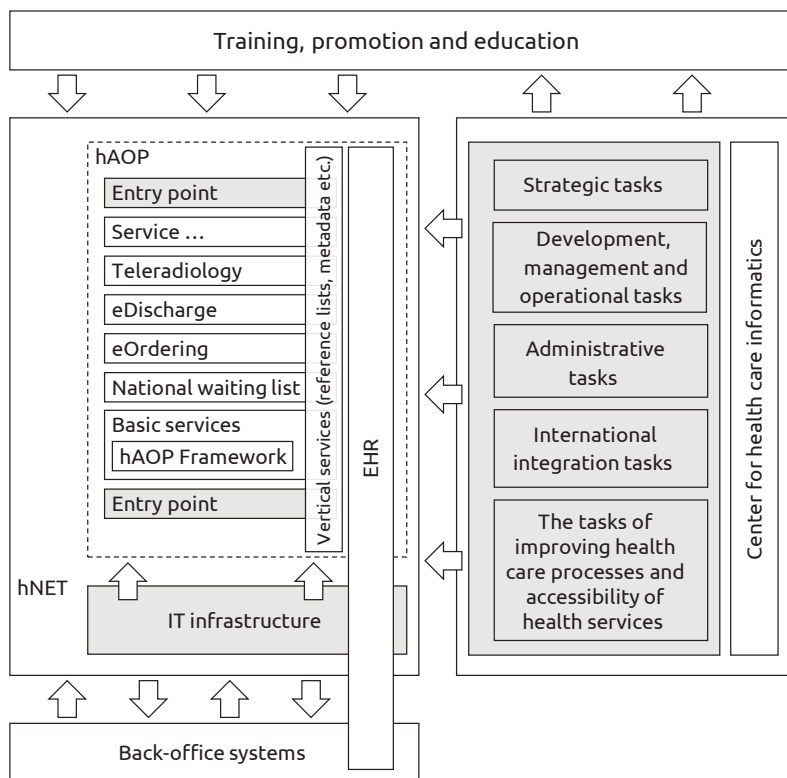 Training, promotion and education
hAOP
Entry point
Service ...
Teleradiology
eDischarge
eOrdering
National waiting list
Basic services
hAOP Framework
Entry point
Vertical services (reference lists, metadata etc.)
EHR
hNET
IT infrastructure
Back-office systems
Strategic tasks
Development,
management and
operational tasks
Administrative
tasks
International
integration tasks
The tasks of
improving health
care processes and
accessibility of
health services
Center for health care informatics